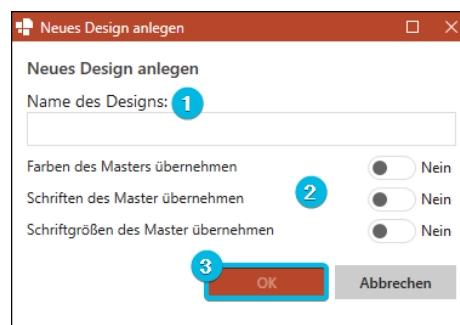 Neues Design anlegen
Neues Design anlegen
Name des Designs: 1
Farben des Masters übernehmen Nein
Schriften des Master übernehmen 2 Nein
Schriftgrößen des Master übernehmen Nein
3
OK Abbrechen